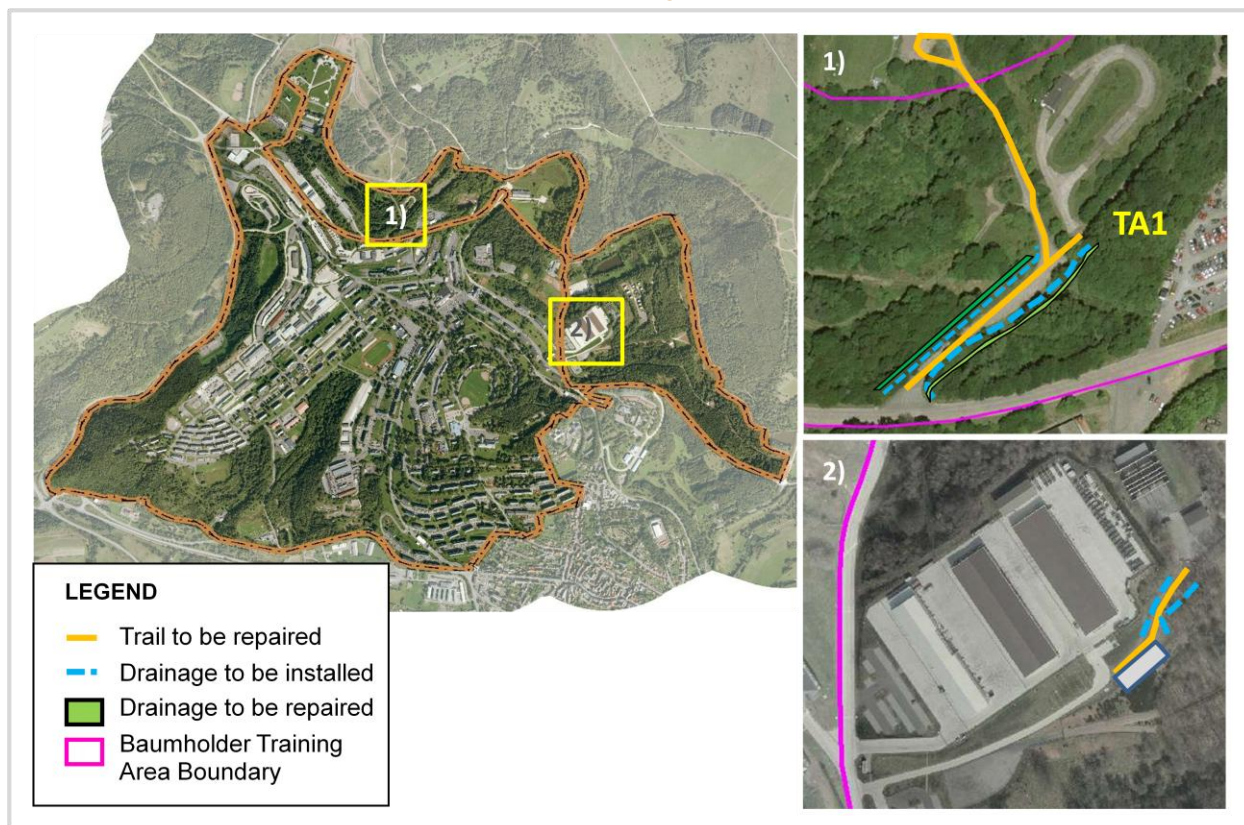 1)
2)
1)
TA1
2)
LEGEND
Trail to be repaired
Drainage to be installed
Drainage to be repaired
Baumholder Training
Area Boundary